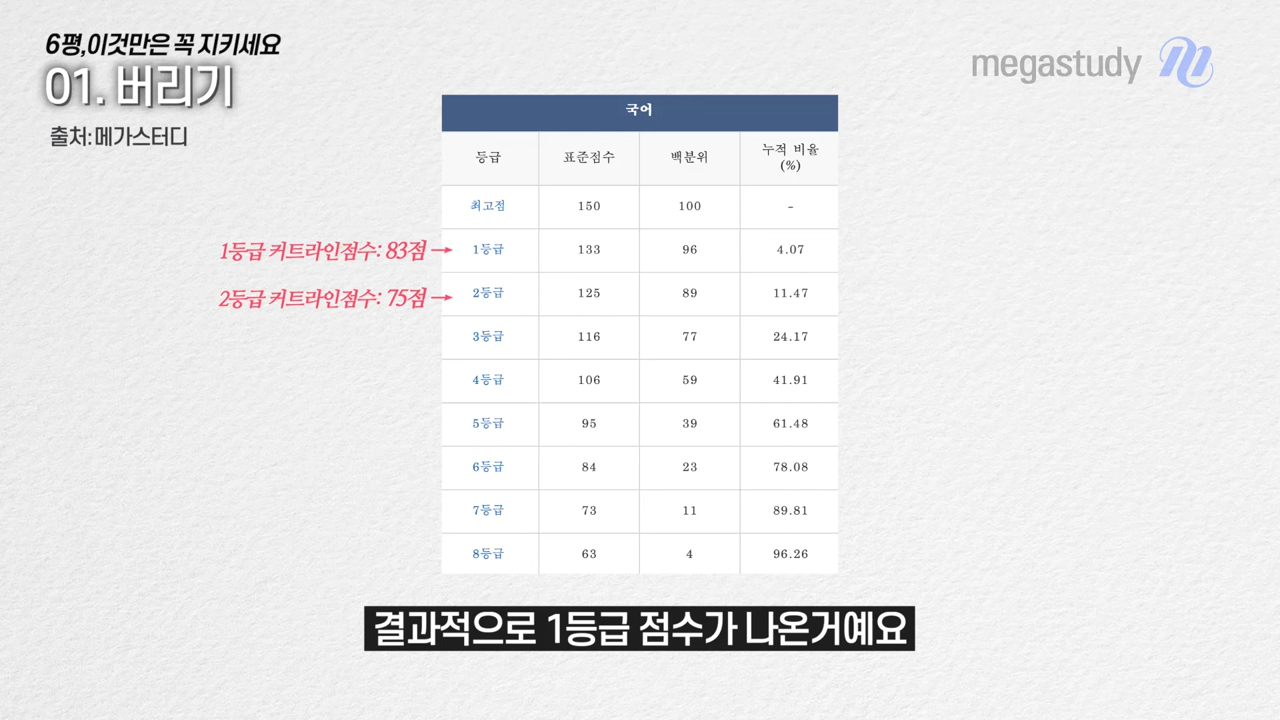 6평,이것만은 꼭 지키세요
01. 버리기
출처:메가스터디
megastudy
국어
등급 표준점수 백분위 누적 비율
(%)
최고점 150 100 -
1등급 커트라인점수: 83점 → 1등급 133 96 4.07
2등급 커트라인점수: 75점 → 2등급 125 89 11.47
3등급 116 77 24.17
4등급 106 59 41.91
5등급 95 39 61.48
6등급 84 23 78.08
7등급 73 11 89.81
8등급 63 4 96.26
결과적으로 1등급 점수가 나온거예요